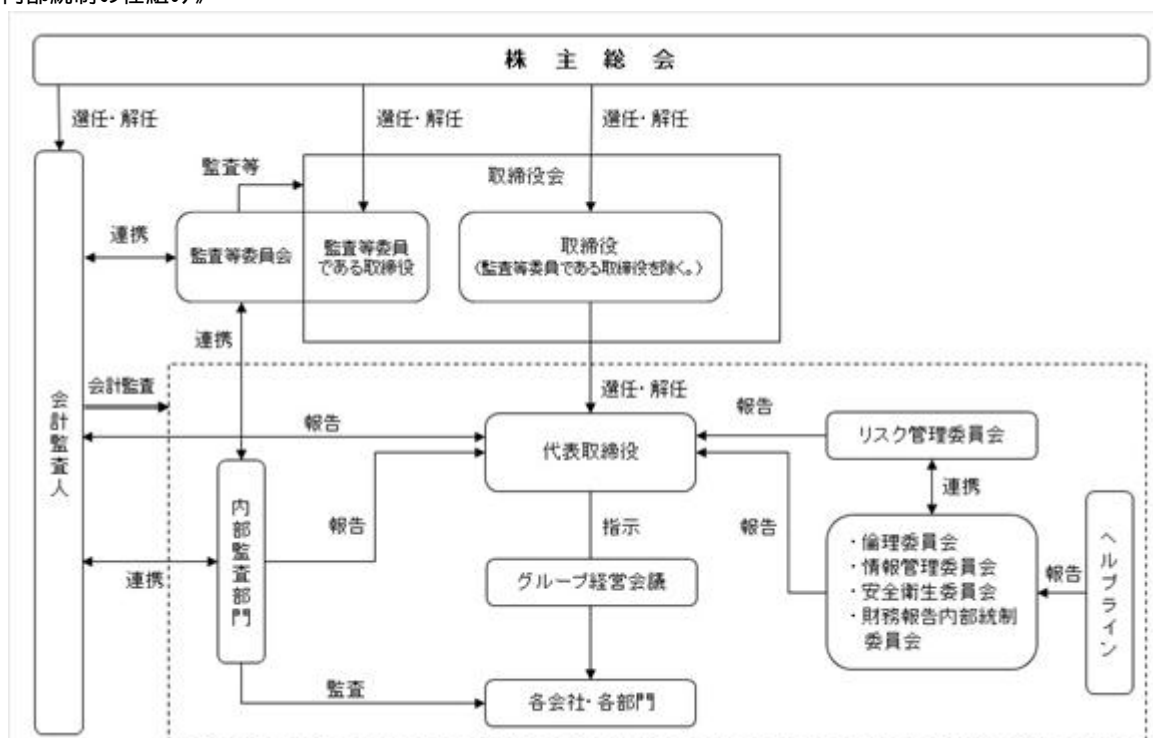 内部統制の仕組み》
株主総会
選任・解任
選任・解任
選任・解任
監査等
取締役会
連携
監査等委員会
監査等委員
である取締役
取締役
（監査等委員である取締役を除く。）
連携
会計監査
選任・解任
会計監査人
報告
代表取締役
報告
リスク管理委員会
連携
内部監査部門
報告
指示
報告
・倫理委員会
・情報管理委員会
・安全衛生委員会
・財務報告内部統制
委員会
報告
ヘルプライン
連携
グループ経営会議
監査
各会社・各部門